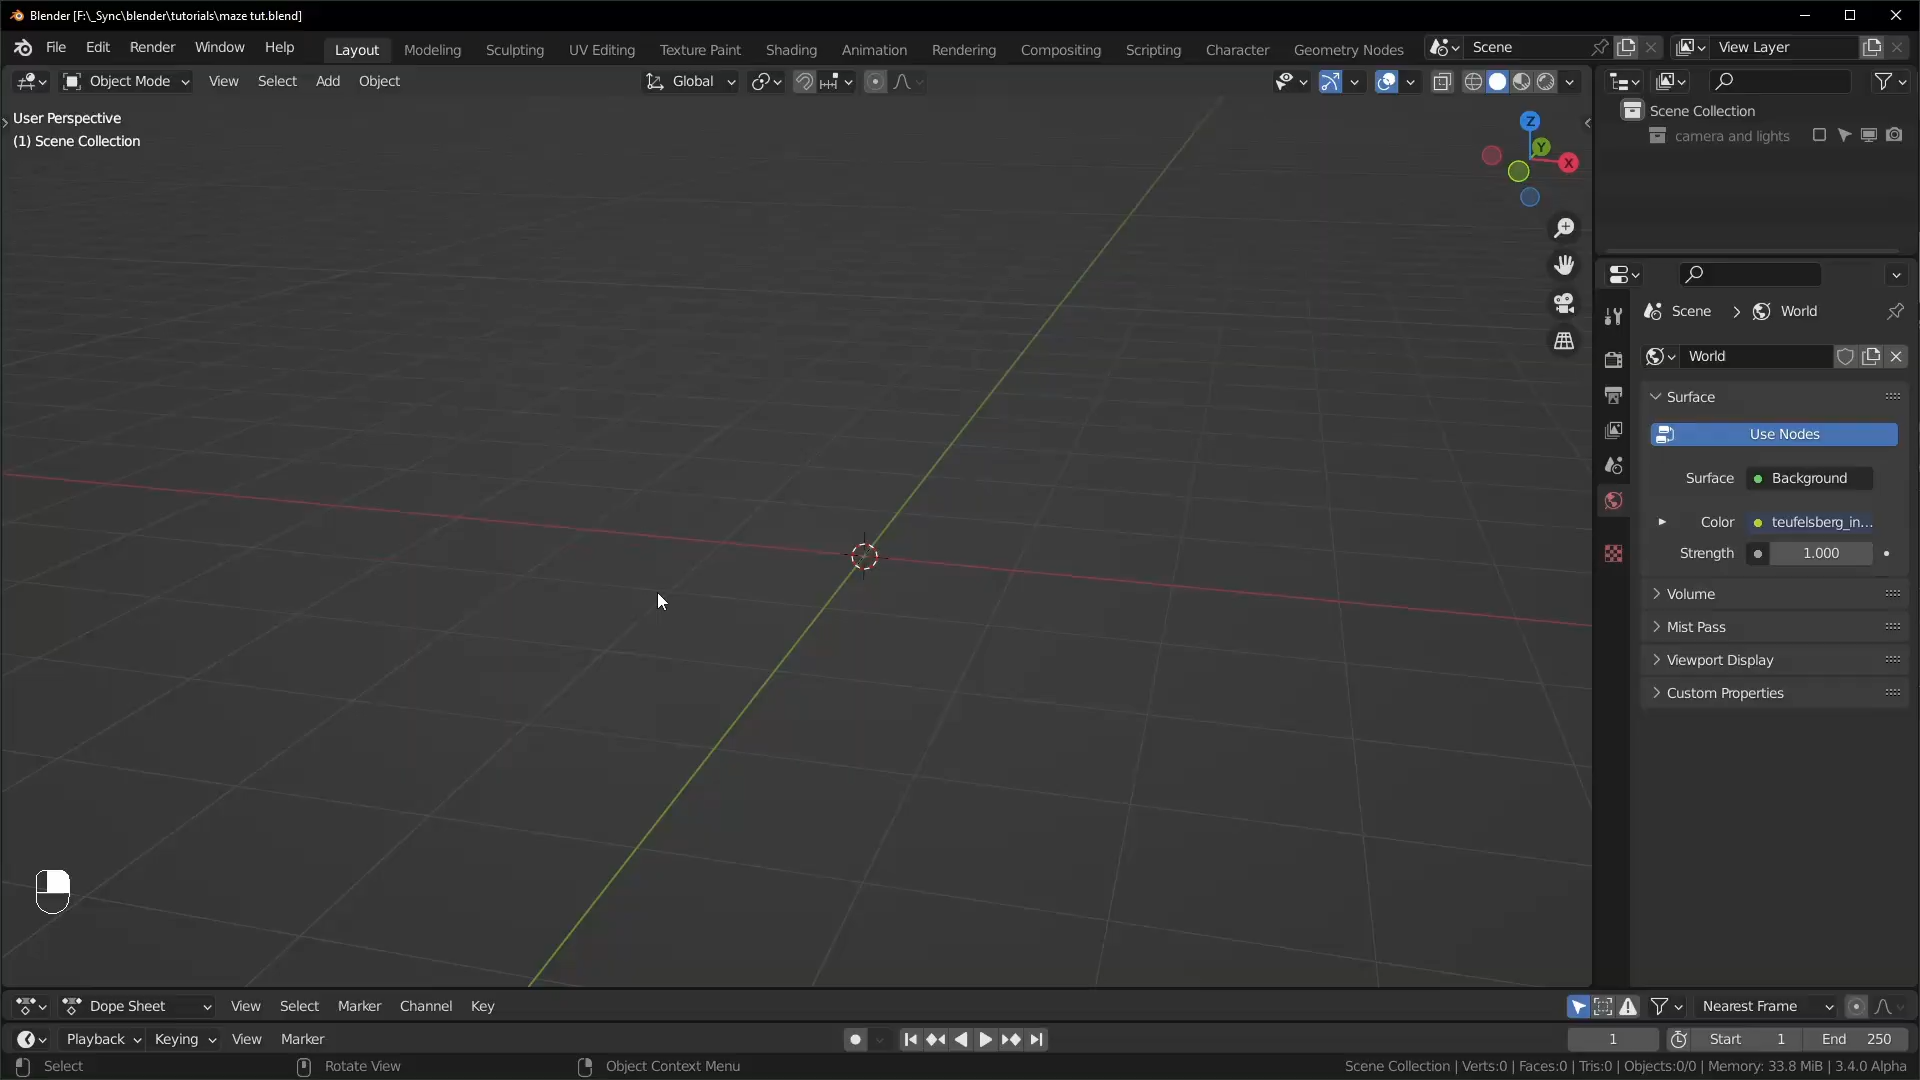 Blender [F:\_Sync\blender\tutorials\maze tut.blend]
File Edit Render Window Help Layout Modeling Sculpting UV Editing Texture Paint Shading Animation Rendering Compositing Scripting Character Geometry Nodes Scene View Layer
Object Mode View Select Add Object Global
User Perspective
(1) Scene Collection
Z
Y
X
Scene Collection
camera and lights
Scene > World
World
Surface
Use Nodes
Surface Background
Color teufelsberg_in...
Strength 1.000
Volume
Mist Pass
Viewport Display
Custom Properties
Dope Sheet View Select Marker Channel Key Nearest Frame
Playback Keying View Marker 1 Start 1 End 250
Select Rotate View Object Context Menu Scene Collection | Verts:0 | Faces:0 | Tris:0 | Objects:0/0 | Memory: 33.8 MiB | 3.4.0 Alpha